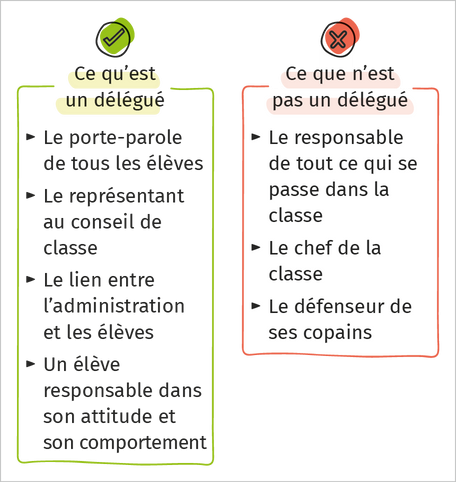 Ce qu’est
un délégué
► Le porte-parole
de tous les élèves
► Le représentant
au conseil de
classe
► Le lien entre
l’administration
et les élèves
► Un élève
responsable dans
son attitude et
son comportement
Ce que n’est
pas un délégué
► Le responsable
de tout ce qui se
passe dans la
classe
► Le chef de la
classe
► Le défenseur de
ses copains